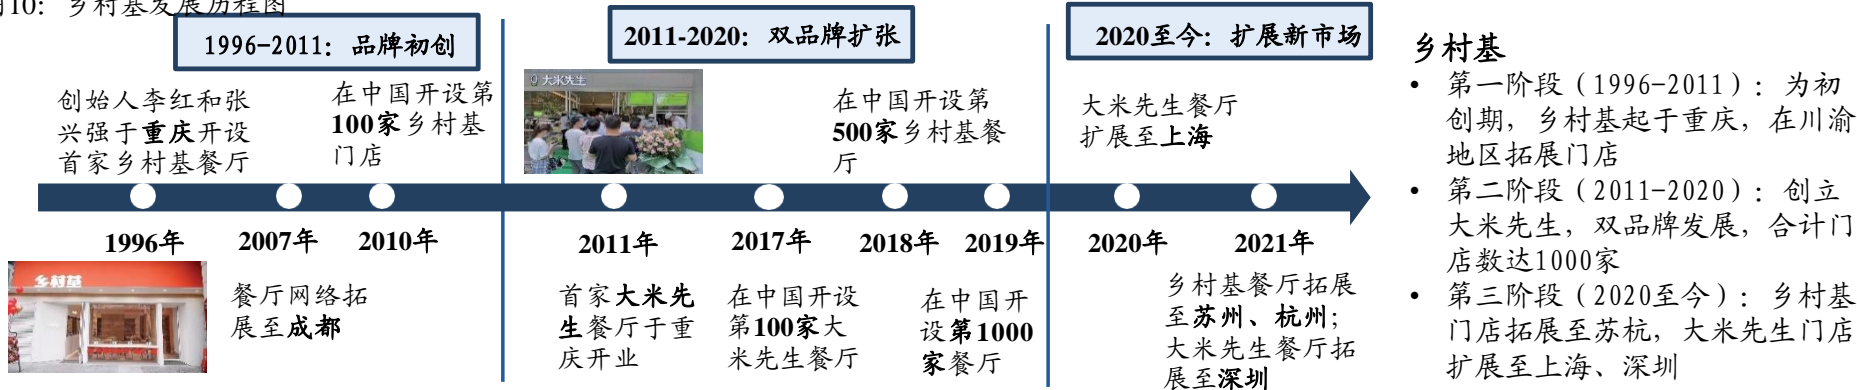 图10：乡村基发展历程图
1996-2011：品牌初创
2011-2020：双品牌扩张
2020至今：扩展新市场
创始人李红和张
兴强于重庆开设
首家乡村基餐厅
在中国开设第
100家乡村基
门店
大米先生
在中国开设第
500家乡村基餐
厅
大米先生餐厅
扩展至上海
1996年
2007年
2010年
2011年
2017年
2018年
2019年
2020年
2021年
乡村基
餐厅网络拓
展至成都
首家大米先
生餐厅于重
庆开业
在中国开设
第100家大
米先生餐厅
在中国开
设第1000
家餐厅
乡村基餐厅拓展
至苏州、杭州；
大米先生餐厅拓
展至深圳
乡村基
• 第一阶段（1996-2011）：为初
创期，乡村基起于重庆，在川渝
地区拓展门店
• 第二阶段（2011-2020）：创立
大米先生，双品牌发展，合计门
店数达1000家
• 第三阶段（2020至今）：乡村基
门店拓展至苏杭，大米先生门店
扩展至上海、深圳